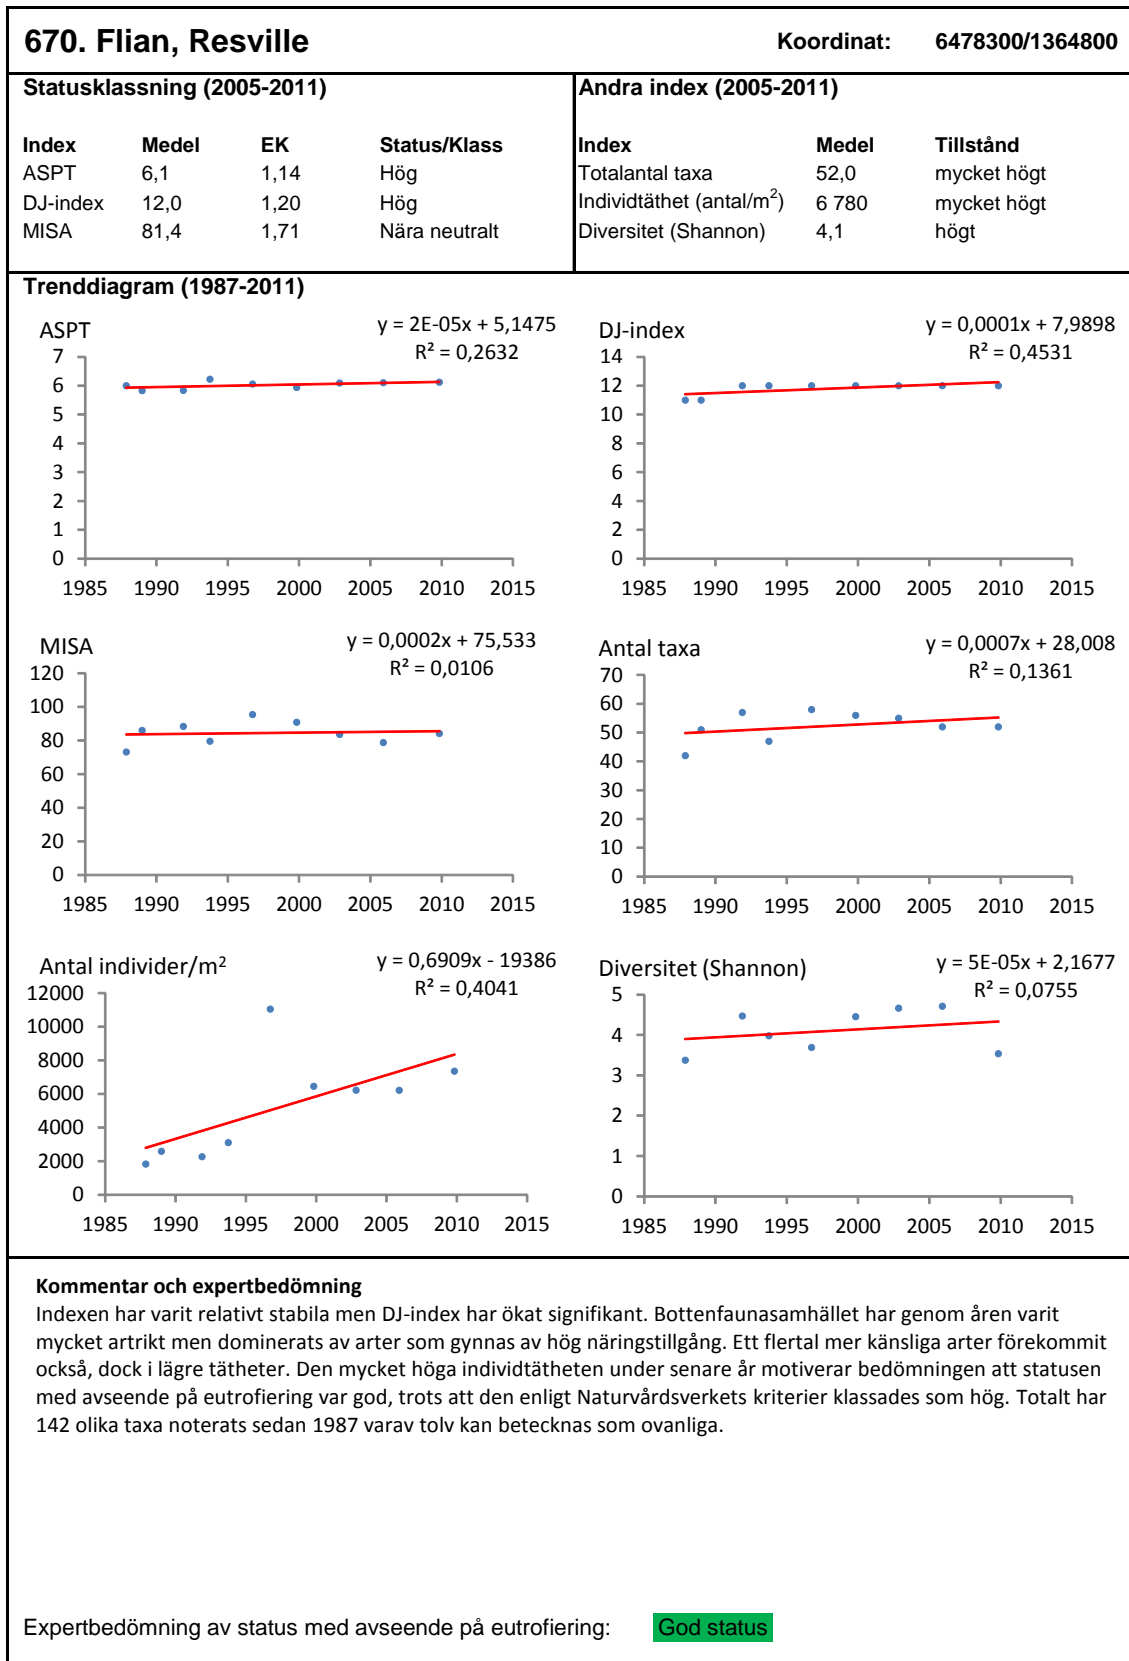 670. Flian, Resville Koordinat: 6478300/1364800
Statusklassning (2005-2011) Andra index (2005-2011)
Index Medel EK Status/Klass Index Medel Tillstånd
ASPT 6,1 1,14 Hög Totalantal taxa 52,0 mycket högt
DJ-index 12,0 1,20 Hög Individtäthet (antal/m2) 6 780 mycket högt
MISA 81,4 1,71 Nära neutralt Diversitet (Shannon) 4,1 högt
Trenddiagram (1987-2011)
ASPT
y = 2E-05x + 5,1475
R² = 0,2632
7
6
5
4
3
2
1
0
1985 1990 1995 2000 2005 2010 2015
DJ-index
y = 0,0001x + 7,9898
R² = 0,4531
14
12
10
8
6
4
2
0
1985 1990 1995 2000 2005 2010 2015
MISA
y = 0,0002x + 75,533
R² = 0,0106
120
100
80
60
40
20
0
1985 1990 1995 2000 2005 2010 2015
Antal taxa
y = 0,0007x + 28,008
R² = 0,1361
70
60
50
40
30
20
10
0
1985 1990 1995 2000 2005 2010 2015
Antal individer/m2
y = 0,6909x - 19386
R² = 0,4041
12000
10000
8000
6000
4000
2000
0
1985 1990 1995 2000 2005 2010 2015
Diversitet (Shannon)
y = 5E-05x + 2,1677
R² = 0,0755
5
4
3
2
1
0
1985 1990 1995 2000 2005 2010 2015
Kommentar och expertbedömning
Indexen har varit relativt stabila men DJ-index har ökat signifikant. Bottenfaunasamhället har genom åren varit
mycket artrikt men dominerats av arter som gynnas av hög näringstillgång. Ett flertal mer känsliga arter förekommit
också, dock i lägre tätheter. Den mycket höga individtätheten under senare år motiverar bedömningen att statusen
med avseende på eutrofiering var god, trots att den enligt Naturvårdsverkets kriterier klassades som hög. Totalt har
142 olika taxa noterats sedan 1987 varav tolv kan betecknas som ovanliga.
Expertbedömning av status med avseende på eutrofiering: God status